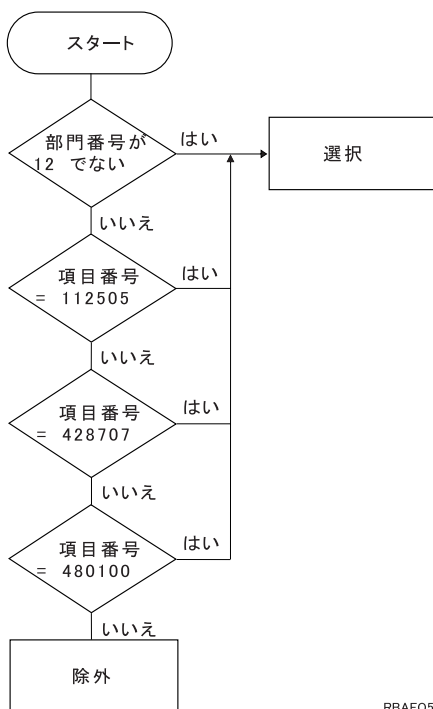 スタート
部門番号が
12 でない
はい
選択
いいえ
項目番号
= 112505
はい
いいえ
項目番号
= 428707
はい
いいえ
項目番号
= 480100
はい
いいえ
除外